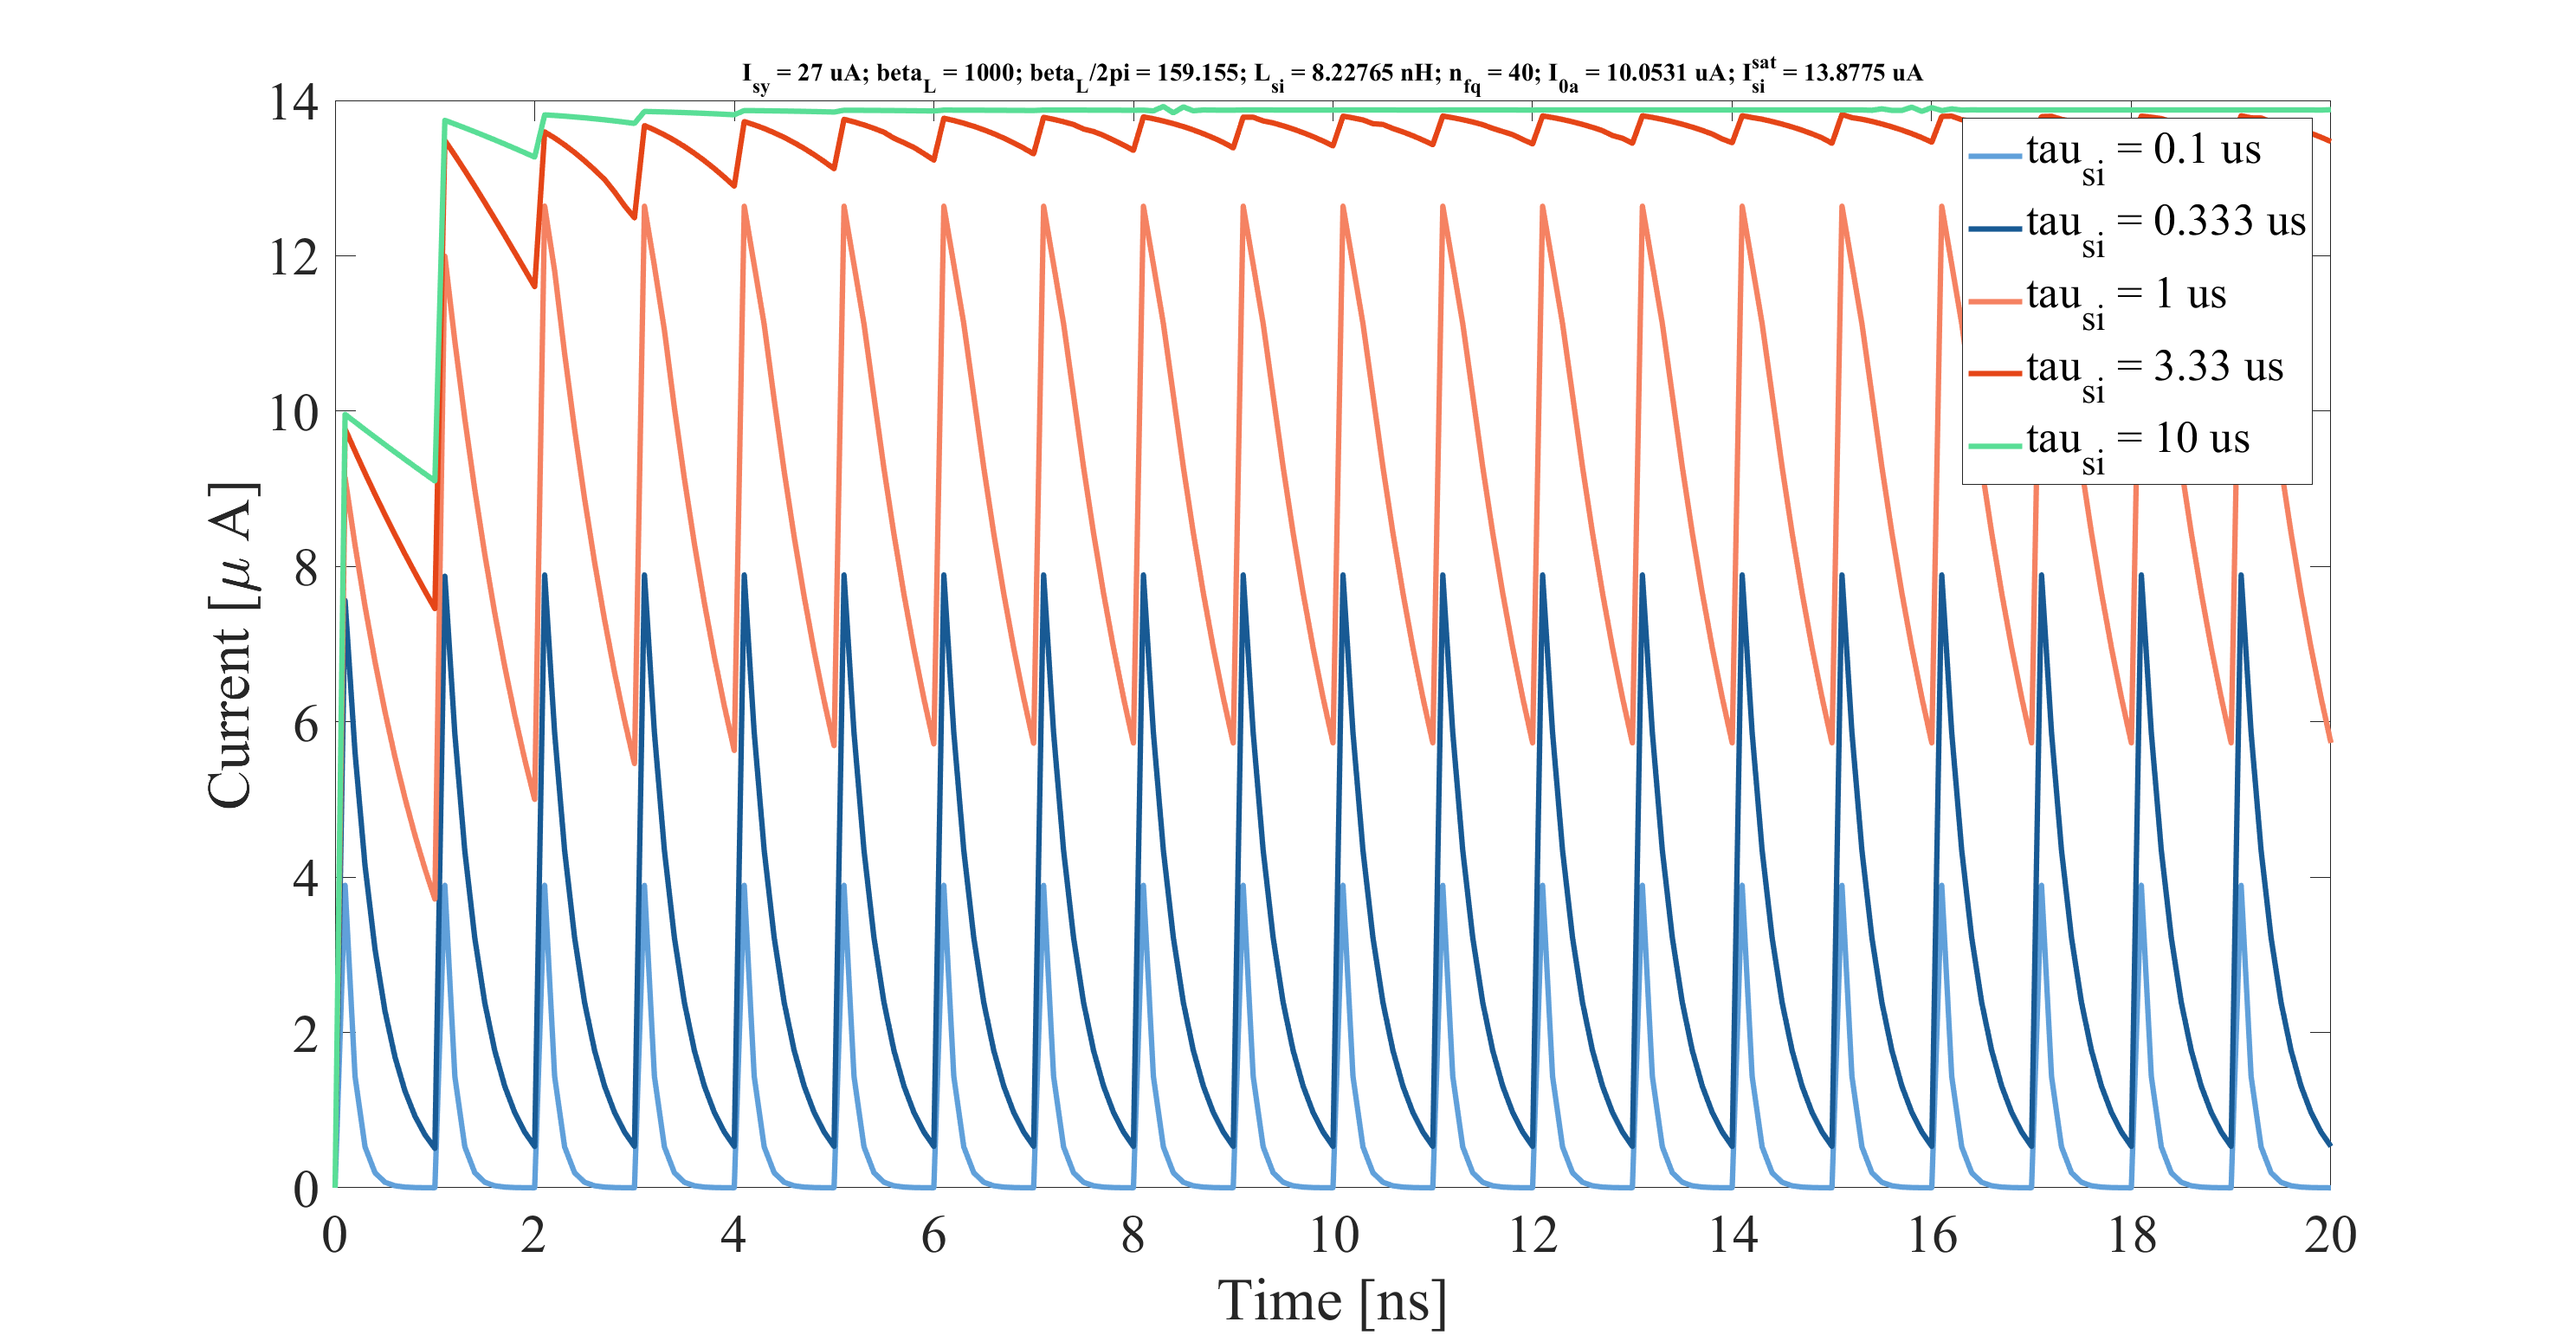 I_sy = 27 uA; beta_L = 1000; beta_L/2pi = 159.155; L_si = 8.22765 nH; n_fq = 40; I_0a = 10.0531 uA; I_si^sat = 13.8775 uA
14
12
10
8
6
4
2
0
Current [μ A]
tau_si = 0.1 us
tau_si = 0.333 us
tau_si = 1 us
tau_si = 3.33 us
tau_si = 10 us
0 2 4 6 8 10 12 14 16 18 20
Time [ns]